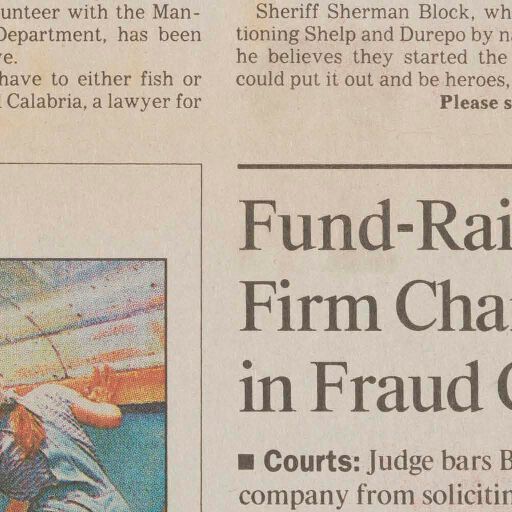 unteer with the Man-
Department, has been
ve.
have to either fish or
l Calabria, a lawyer for
Sheriff Sherman Block, wh
tioning Shelp and Durepo by n
he believes they started the
could put it out and be heroes,
Please s
Fund-Rai
Firm Cha
in Fraud C
■ Courts: Judge bars B
company from solicitin